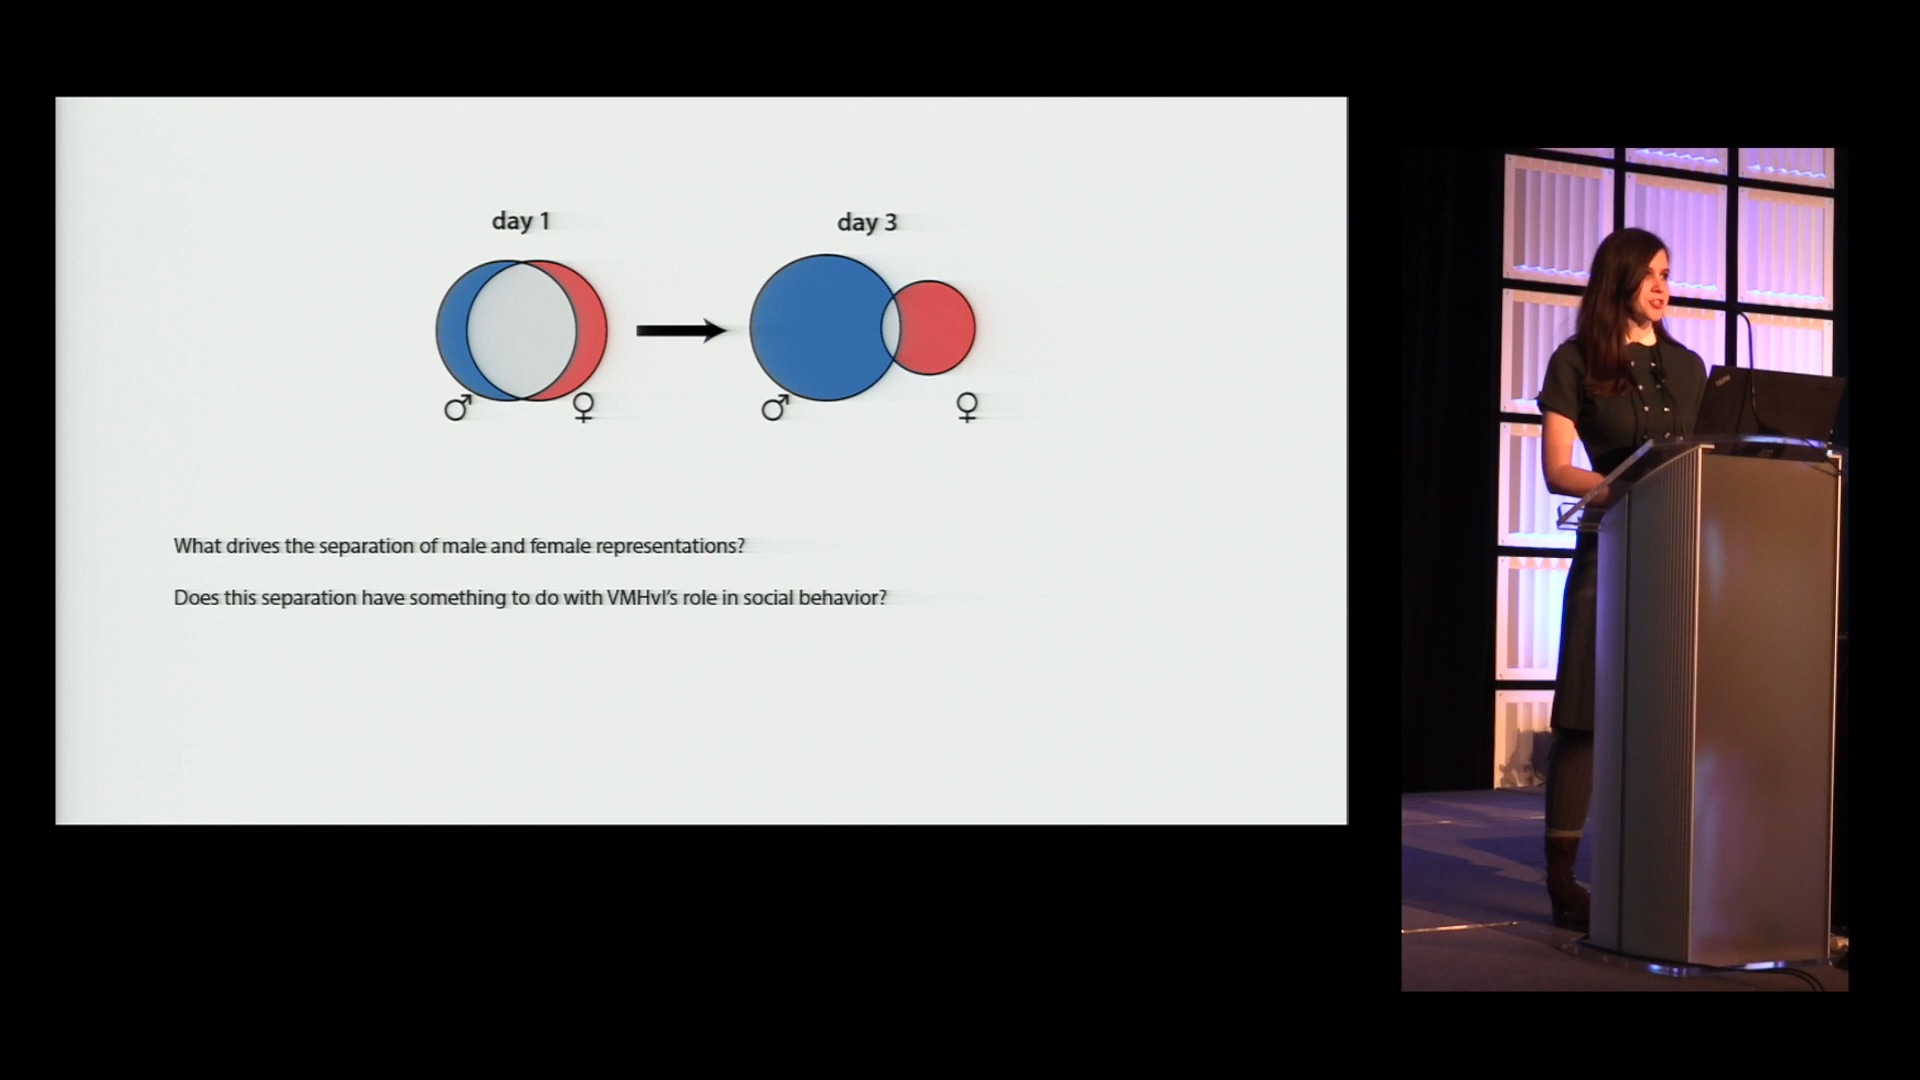 day 1
day 3
♂ ♀ ♂ ♀
What drives the separation of male and female representations?
Does this separation have something to do with VMHvl's role in social behavior?